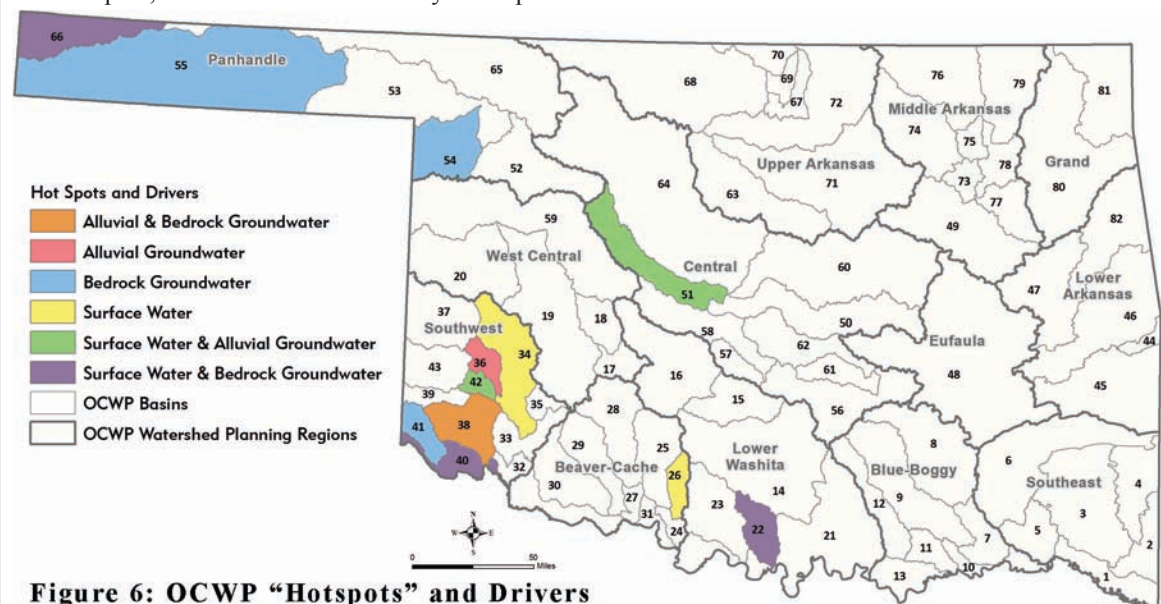 66
55
Panhandle
65
53
54
52
68
70
69
67
72
76
79
81
Middle Arkansas
74
75
78
73
77
Grand
80
Upper Arkansas
63
71
64
49
82
59
West Central
Central
60
51
20
Lower
Arkansas
47
46
44
45
37
Southwest
34
36
43
42
39
19
18
17
58
57
50
62
61
Eufaula
48
16
15
56
41
38
40
35
33
32
28
29
25
Beaver-Cache
26
30
27
31
24
Lower
Washita
14
23
22
21
8
Blue-Boggy
12
9
11
7
10
13
6
Southeast
4
3
5
2
1
Hot Spots and Drivers
Alluvial & Bedrock Groundwater
Alluvial Groundwater
Bedrock Groundwater
Surface Water
Surface Water & Alluvial Groundwater
Surface Water & Bedrock Groundwater
OCWP Basins
OCWP Watershed Planning Regions
N
W E
S
0 50
Miles
Figure 6: OCWP “Hotspots” and Drivers